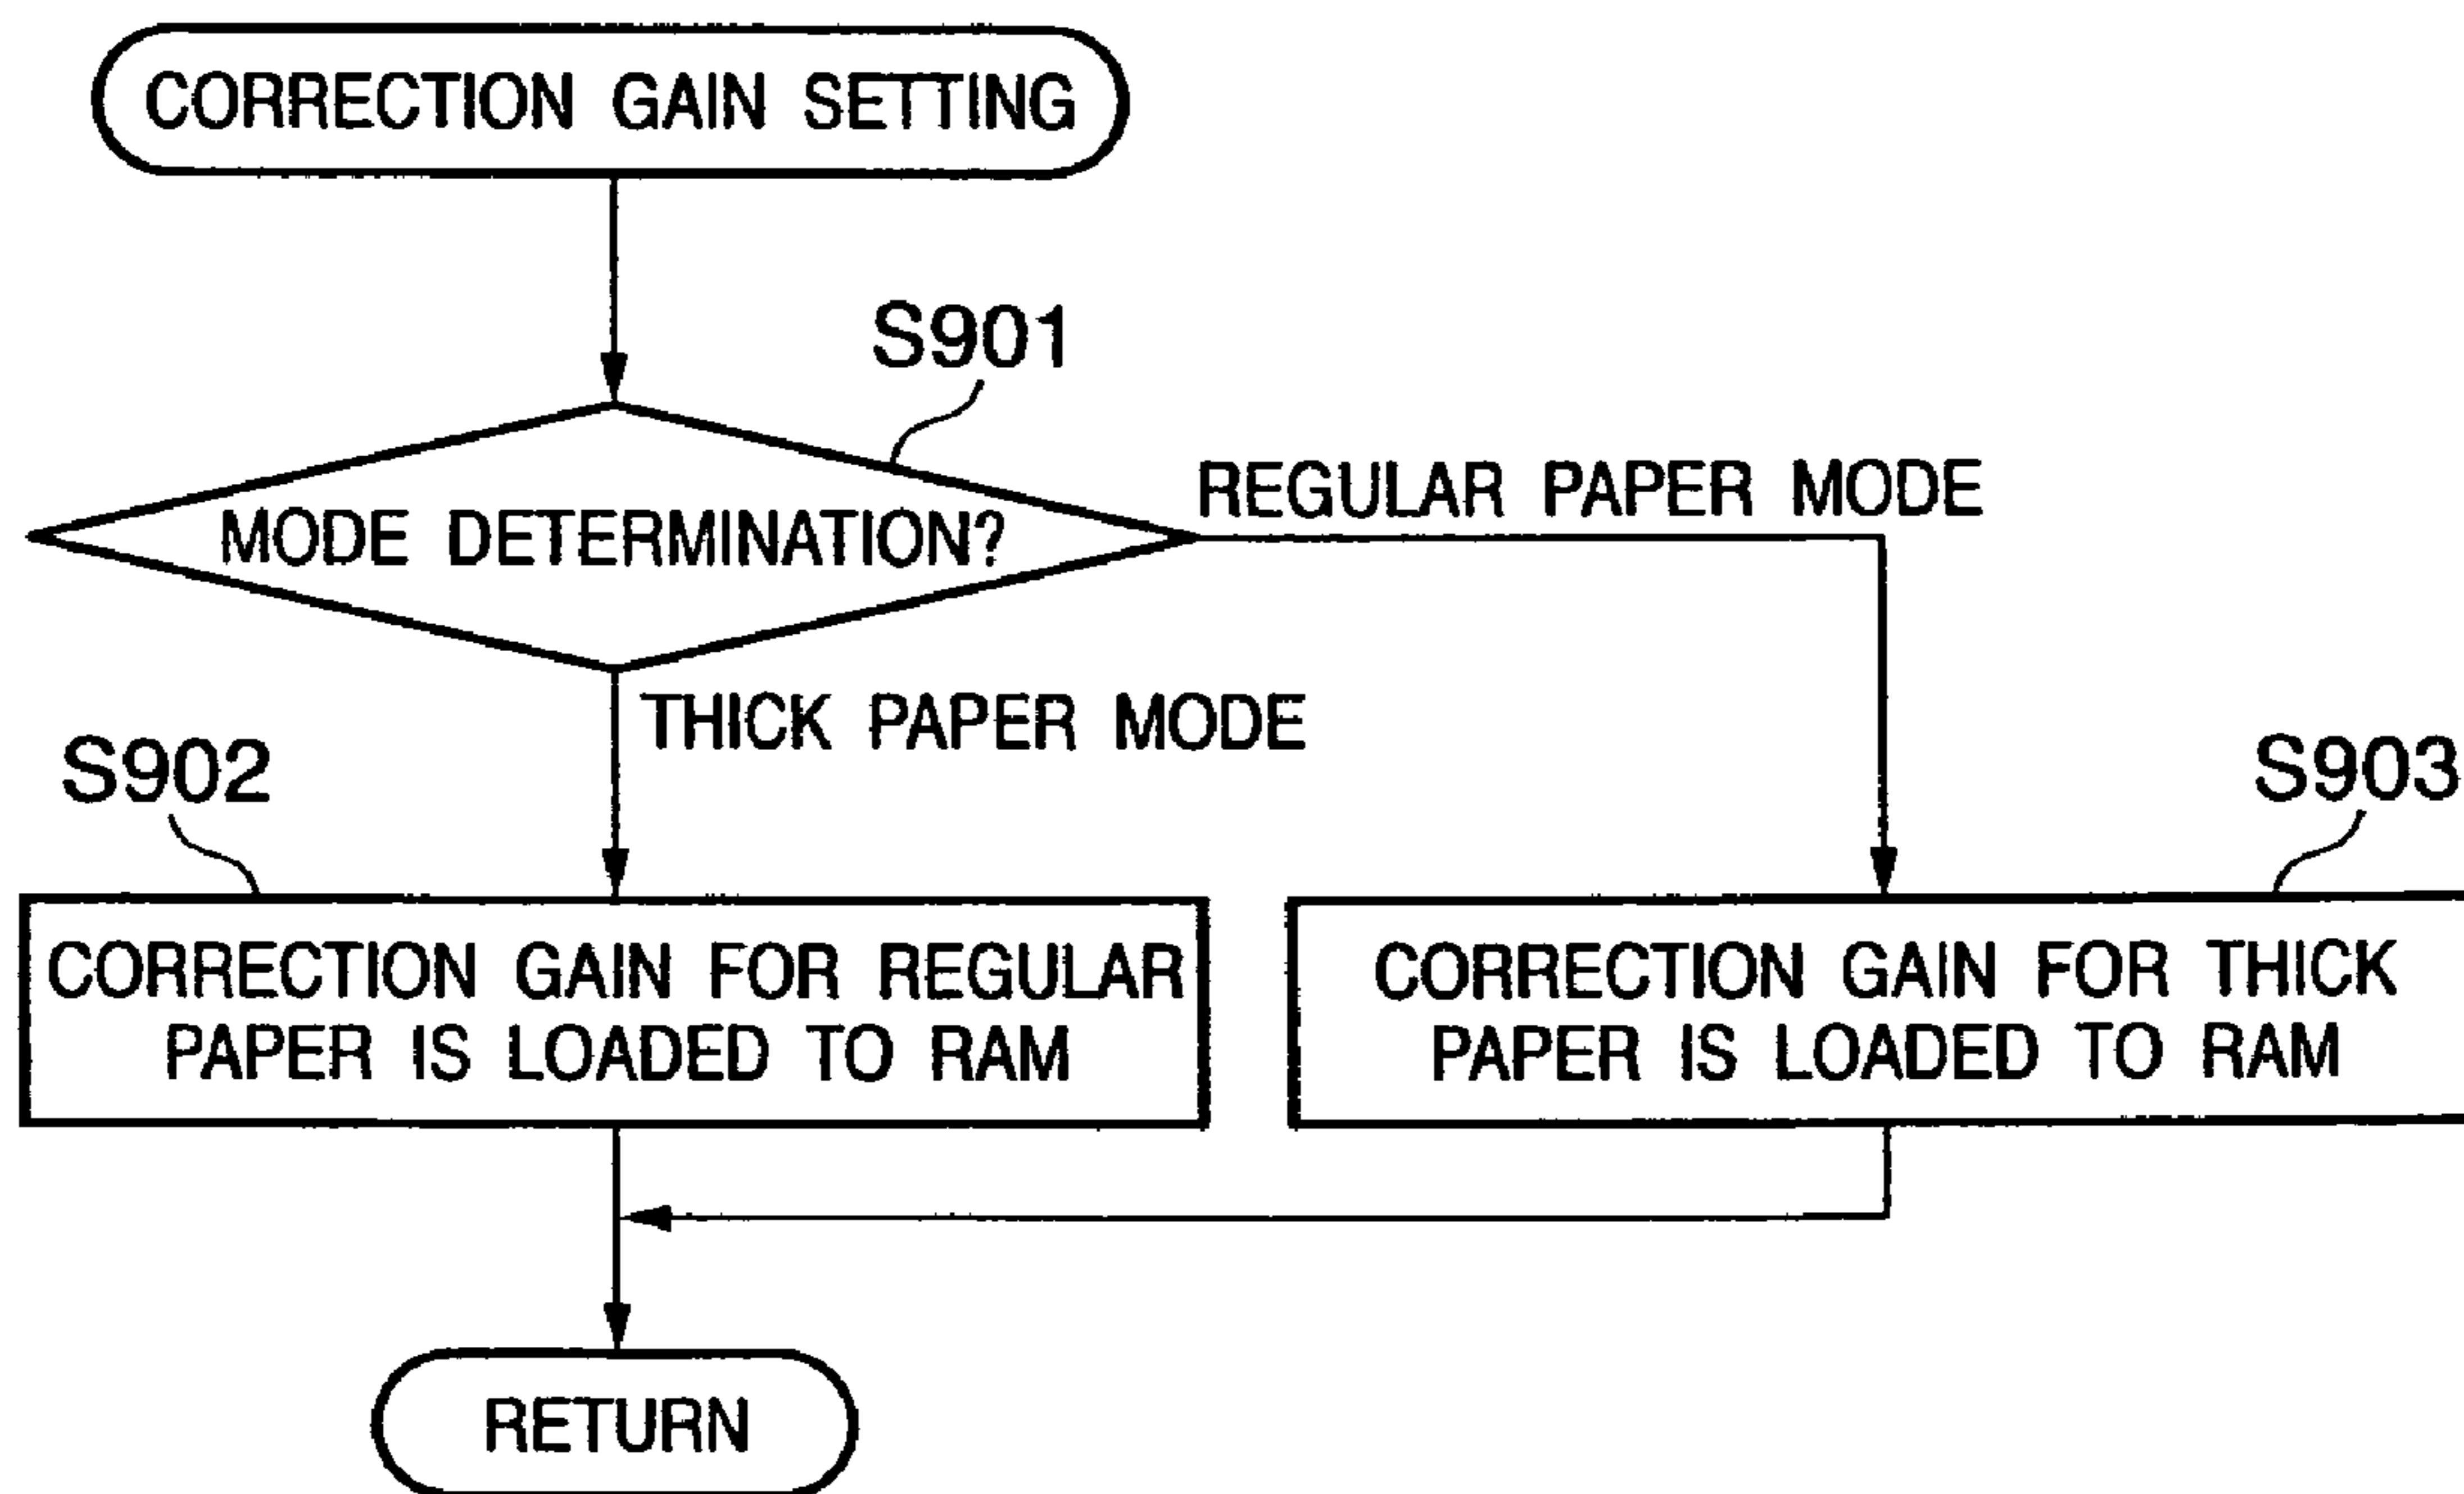 CORRECTION GAIN SETTING
S901
MODE DETERMINATION?
REGULAR PAPER MODE
THICK PAPER MODE
S902
S903
CORRECTION GAIN FOR REGULAR
PAPER IS LOADED TO RAM
CORRECTION GAIN FOR THICK
PAPER IS LOADED TO RAM
RETURN